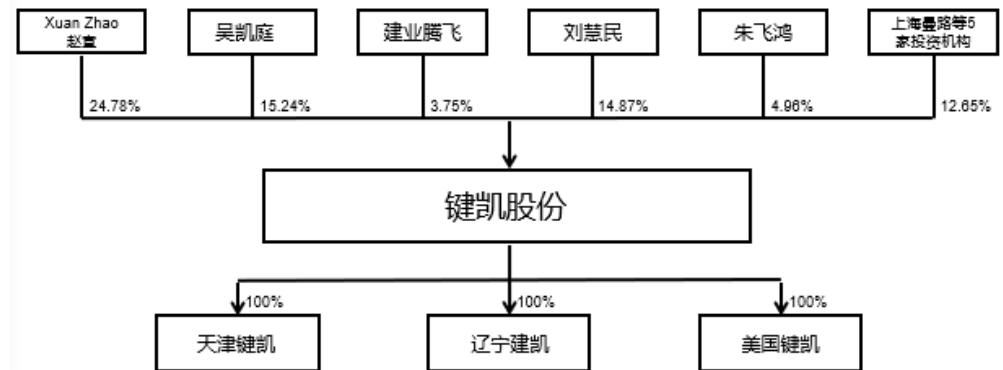 Xuan Zhao
赵宣
吴凯庭
建业腾飞
刘慧民
朱飞鸿
上海曼路等5
家投资机构
24.78%
15.24%
3.75%
14.87%
4.96%
12.65%
键凯股份
100%
100%
100%
天津键凯
辽宁建凯
美国键凯